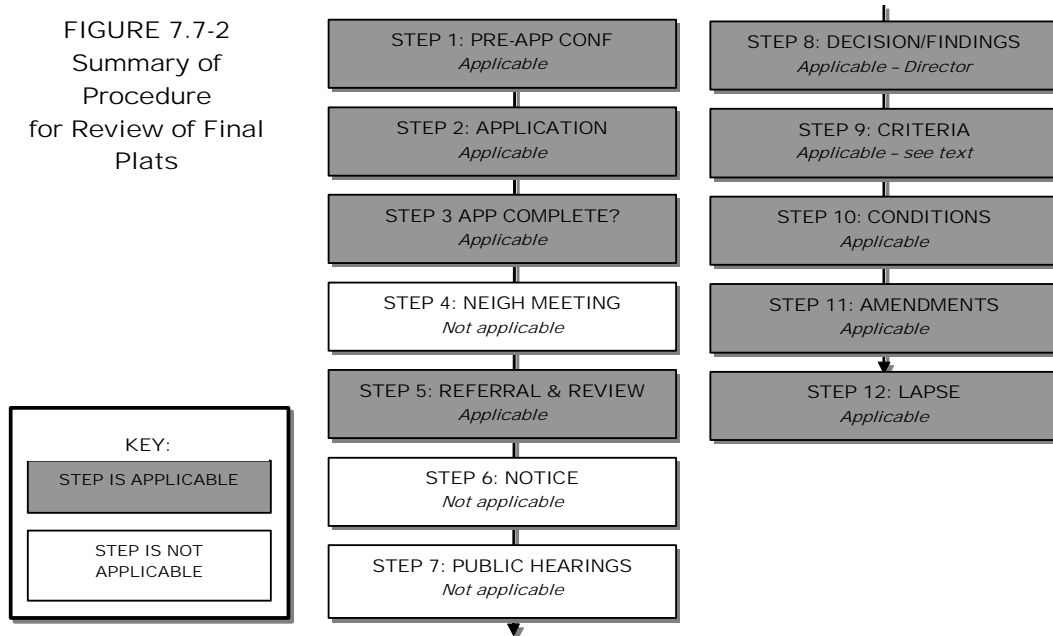 FIGURE 7.7-2
Summary of
Procedure
for Review of Final
Plats
STEP 1: PRE-APP CONF
Applicable
STEP 2: APPLICATION
Applicable
STEP 3 APP COMPLETE?
Applicable
STEP 4: NEIGH MEETING
Not applicable
STEP 5: REFERRAL & REVIEW
Applicable
STEP 6: NOTICE
Not applicable
STEP 7: PUBLIC HEARINGS
Not applicable
STEP 8: DECISION/FINDINGS
Applicable – Director
STEP 9: CRITERIA
Applicable – see text
STEP 10: CONDITIONS
Applicable
STEP 11: AMENDMENTS
Applicable
STEP 12: LAPSE
Applicable
KEY:
STEP IS APPLICABLE
STEP IS NOT
APPLICABLE